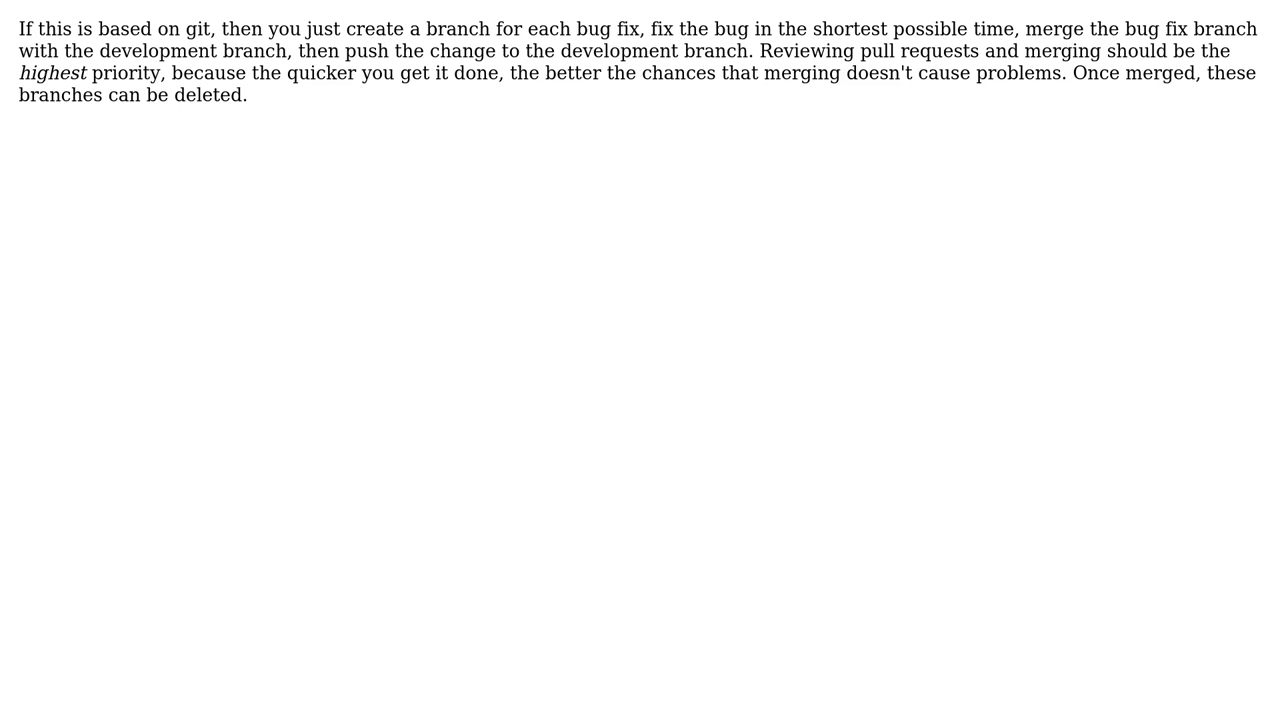 If this is based on git, then you just create a branch for each bug fix, fix the bug in the shortest possible time, merge the bug fix branch
with the development branch, then push the change to the development branch. Reviewing pull requests and merging should be the
highest priority, because the quicker you get it done, the better the chances that merging doesn't cause problems. Once merged, these
branches can be deleted.